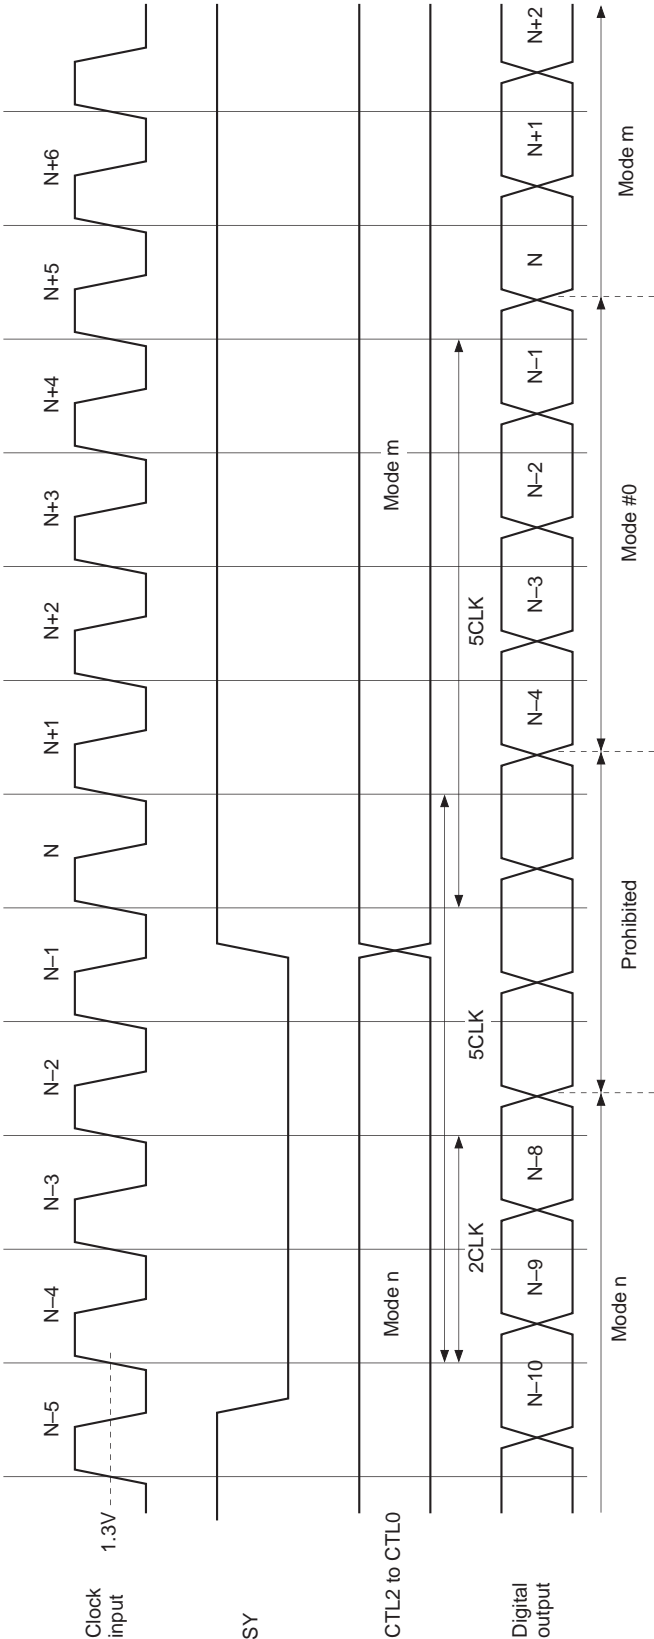 Clock
input
1.3V
N–5
N–4
N–3
N–2
N–1
N
N+1
N+2
N+3
N+4
N+5
N+6
SY
CTL2 to CTL0
Mode n
Mode m
2CLK
5CLK
5CLK
Digital
output
N–10
N–9
N–8
N–4
N–3
N–2
N–1
N
N+1
N+2
Mode n
Prohibited
Mode #0
Mode m